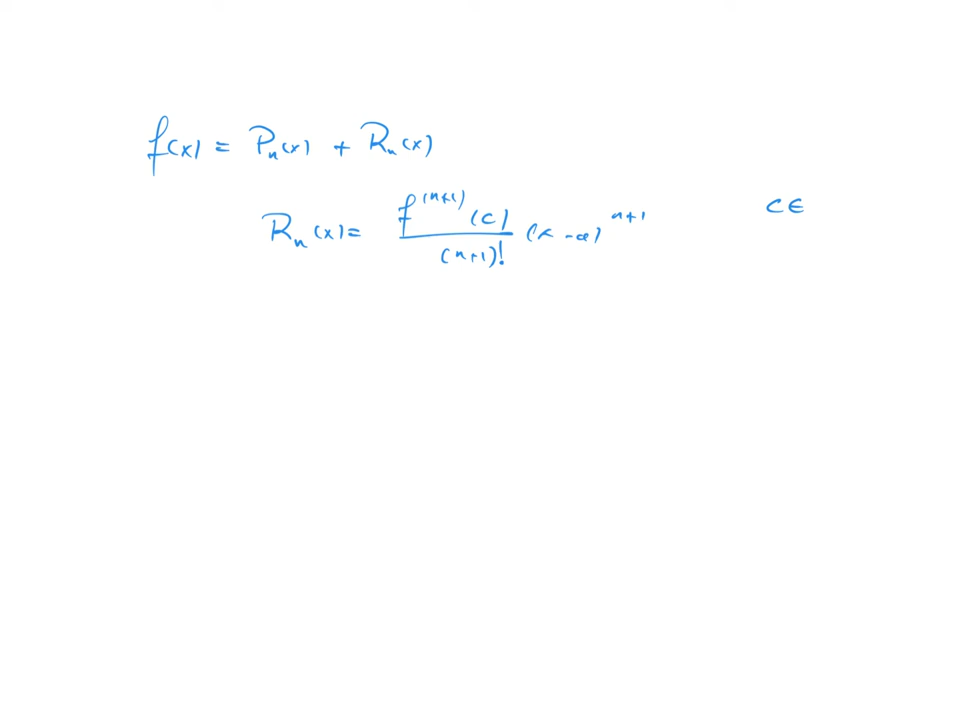 f(x) = Pₙ(x) + Rₙ(x)
Rₙ(x) = f⁽ⁿ⁺¹⁾(c) / (n+1)! (x-a)ⁿ⁺¹ c ∈